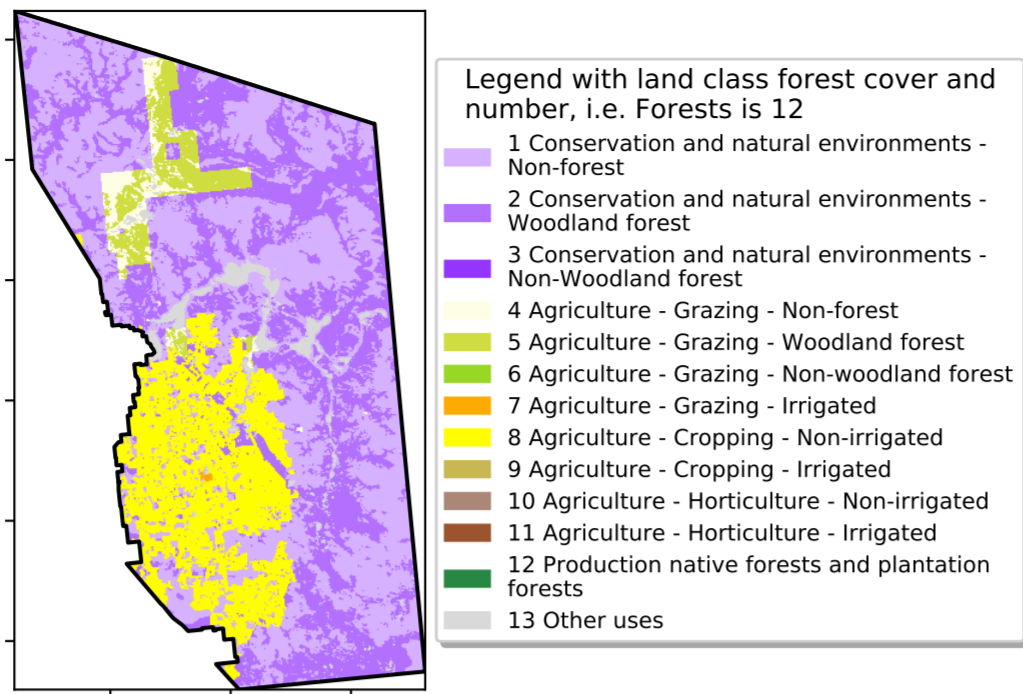 Legend with land class forest cover and
number, i.e. Forests is 12
1 Conservation and natural environments -
Non-forest
2 Conservation and natural environments -
Woodland forest
3 Conservation and natural environments -
Non-Woodland forest
4 Agriculture - Grazing - Non-forest
5 Agriculture - Grazing - Woodland forest
6 Agriculture - Grazing - Non-woodland forest
7 Agriculture - Grazing - Irrigated
8 Agriculture - Cropping - Non-irrigated
9 Agriculture - Cropping - Irrigated
10 Agriculture - Horticulture - Non-irrigated
11 Agriculture - Horticulture - Irrigated
12 Production native forests and plantation
forests
13 Other uses